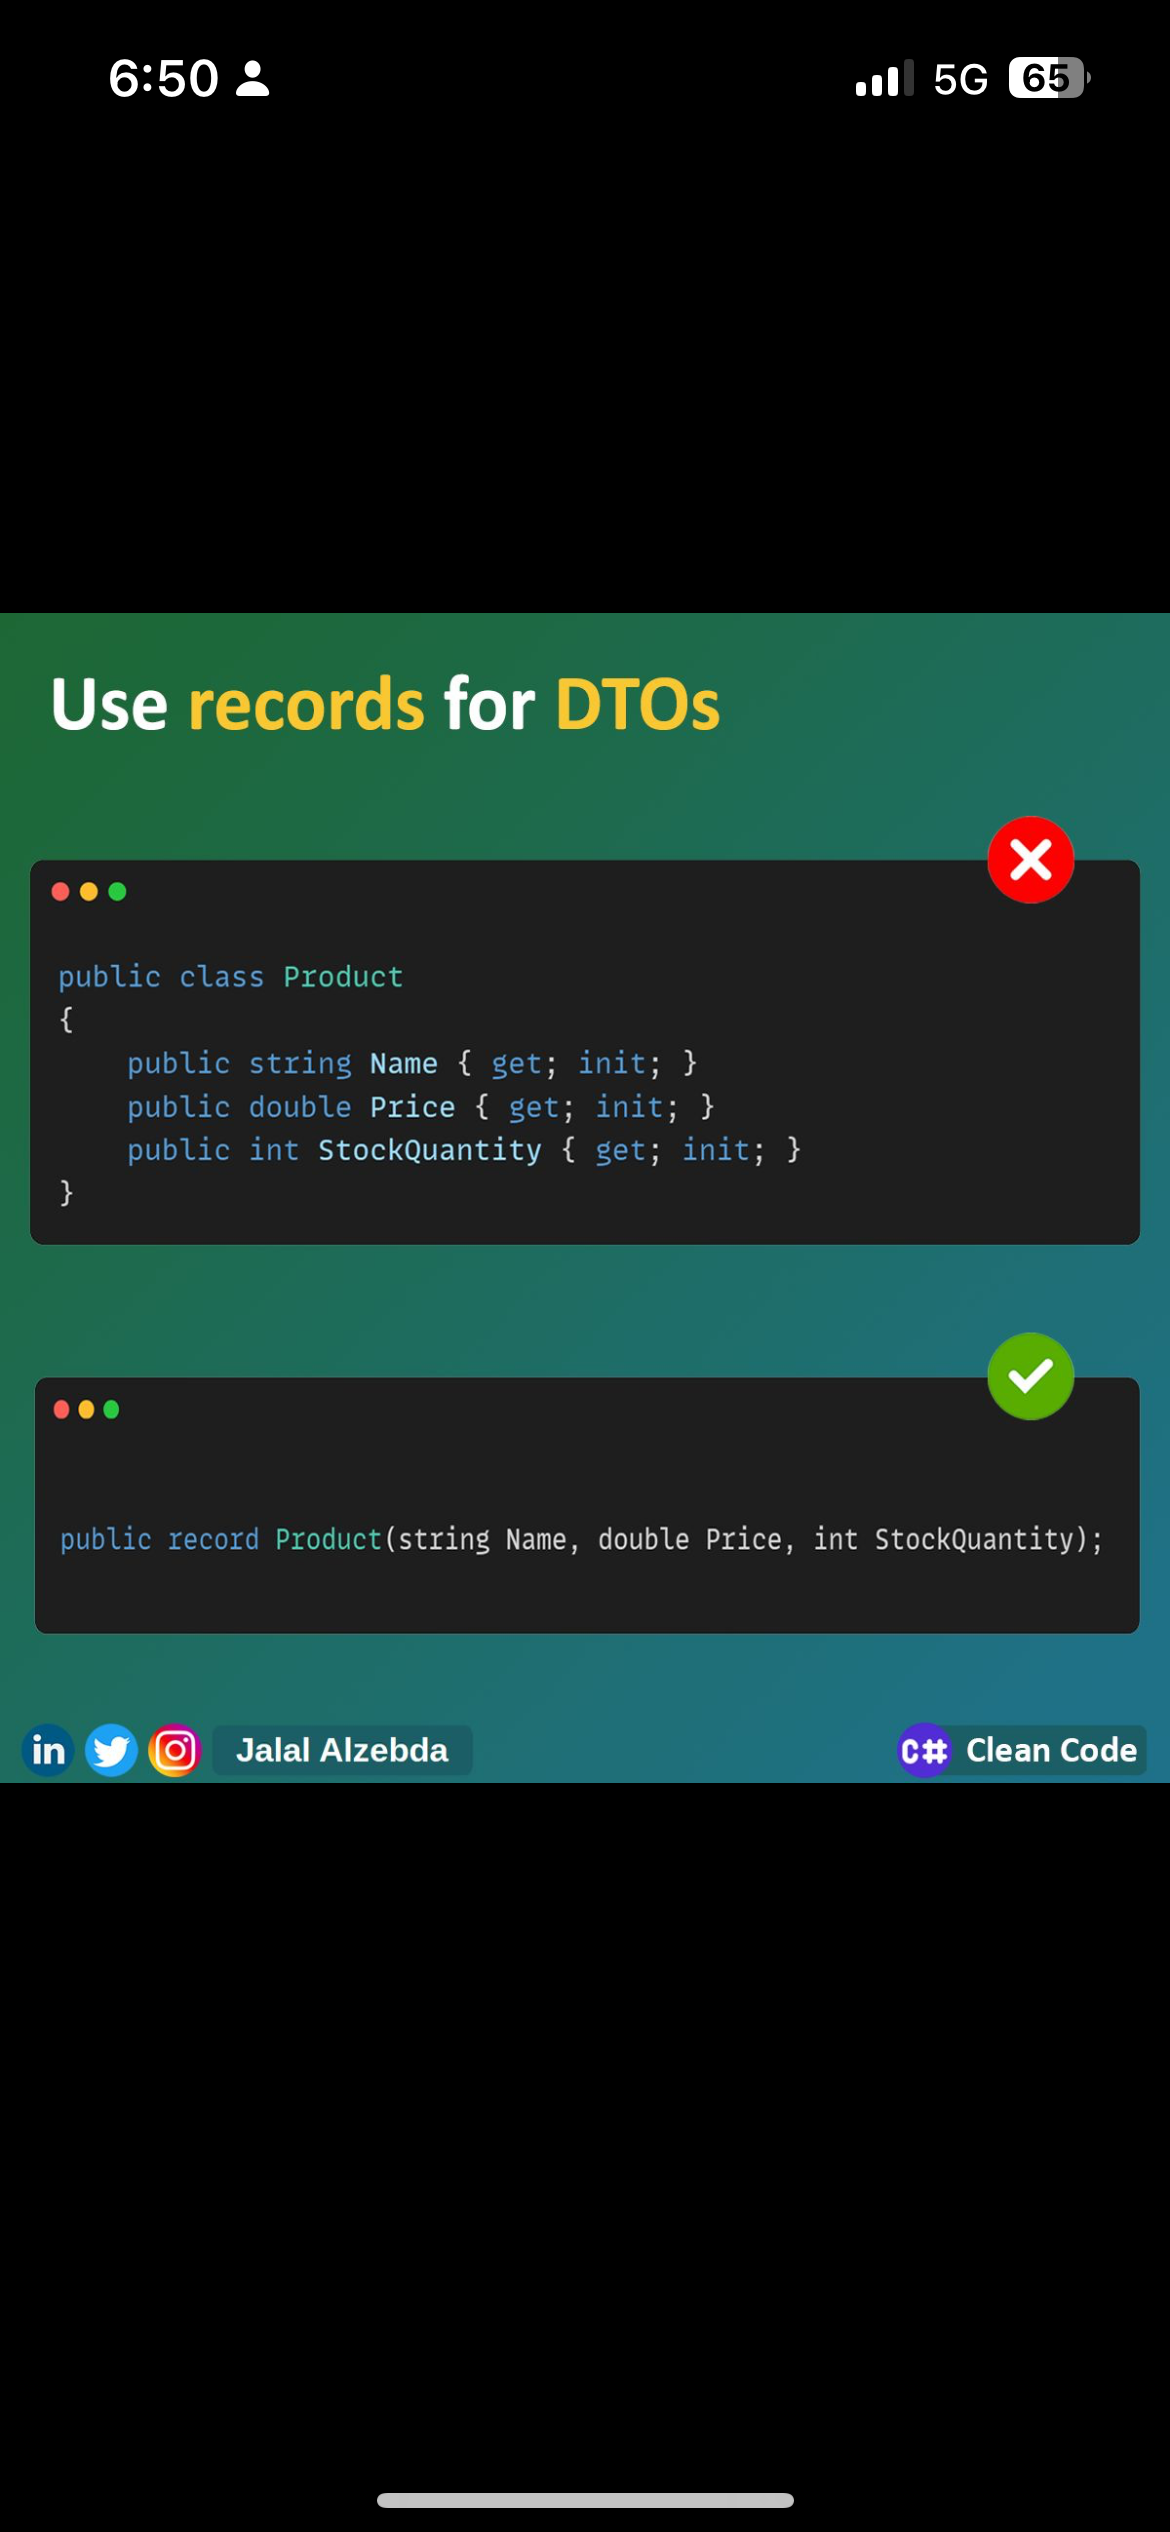 6:50
5G
65
Use records for DTOs
public class Product
{
    public string Name { get; init; }
    public double Price { get; init; }
    public int StockQuantity { get; init; }
}
public record Product(string Name, double Price, int StockQuantity);
in
Jalal Alzebda
C#
Clean Code